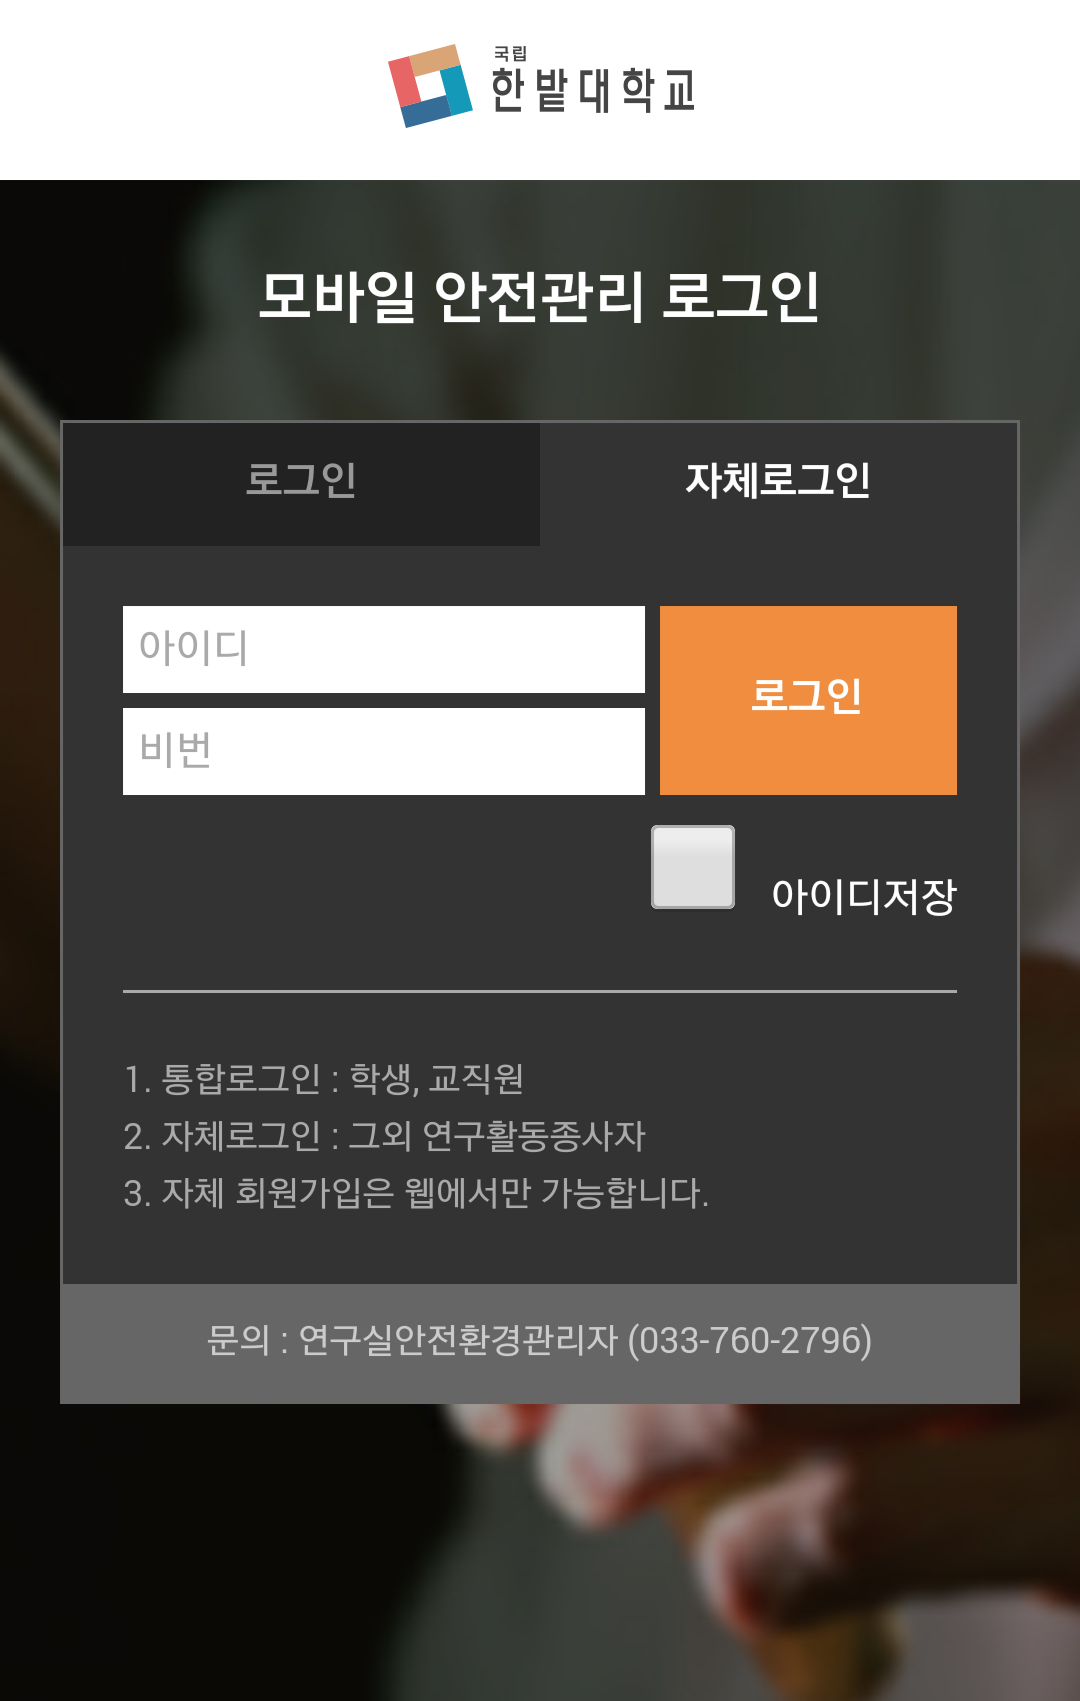 국립
한밭대학교
모바일 안전관리 로그인
로그인
자체로그인
아이디
로그인
비번
아이디저장
1. 통합로그인 : 학생, 교직원
2. 자체로그인 : 그외 연구활동종사자
3. 자체 회원가입은 웹에서만 가능합니다.
문의 : 연구실안전환경관리자 (033-760-2796)